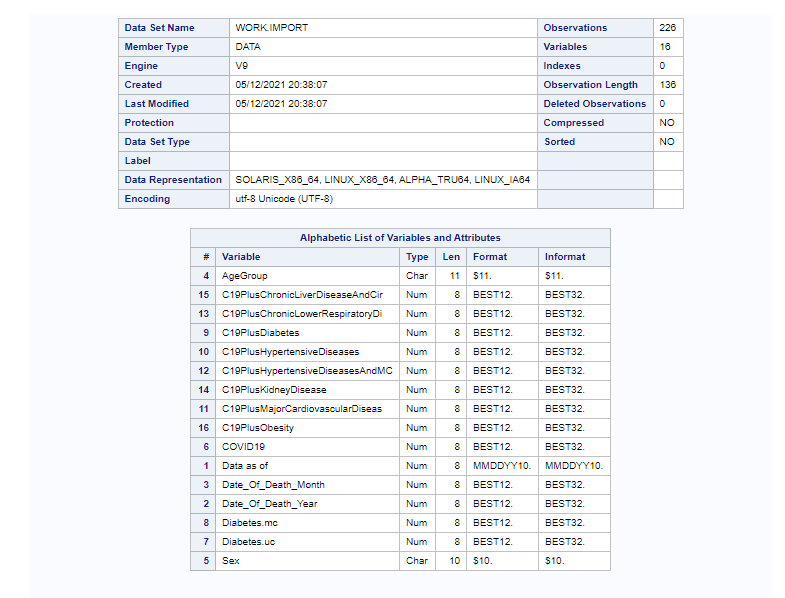 Data Set Name WORK.IMPORT Observations 226
Member Type DATA Variables 16
Engine V9 Indexes 0
Created 05/12/2021 20:38:07 Observation Length 136
Last Modified 05/12/2021 20:38:07 Deleted Observations 0
Protection Compressed NO
Data Set Type Sorted NO
Label
Data Representation SOLARIS_X86_64, LINUX_X86_64, ALPHA_TRU64, LINUX_IA64
Encoding utf-8 Unicode (UTF-8)
Alphabetic List of Variables and Attributes
# Variable Type Len Format Informat
4 AgeGroup Char 11 $11. $11.
15 C19PlusChronicLiverDiseaseAndCir Num 8 BEST12. BEST32.
13 C19PlusChronicLowerRespiratoryDi Num 8 BEST12. BEST32.
9 C19PlusDiabetes Num 8 BEST12. BEST32.
10 C19PlusHypertensiveDiseases Num 8 BEST12. BEST32.
12 C19PlusHypertensiveDiseasesAndMC Num 8 BEST12. BEST32.
14 C19PlusKidneyDisease Num 8 BEST12. BEST32.
11 C19PlusMajorCardiovascularDiseas Num 8 BEST12. BEST32.
16 C19PlusObesity Num 8 BEST12. BEST32.
6 COVID19 Num 8 BEST12. BEST32.
1 Data as of Num 8 MMDDYY10. MMDDYY10.
3 Date_Of_Death_Month Num 8 BEST12. BEST32.
2 Date_Of_Death_Year Num 8 BEST12. BEST32.
8 Diabetes.mc Num 8 BEST12. BEST32.
7 Diabetes.uc Num 8 BEST12. BEST32.
5 Sex Char 10 $10. $10.